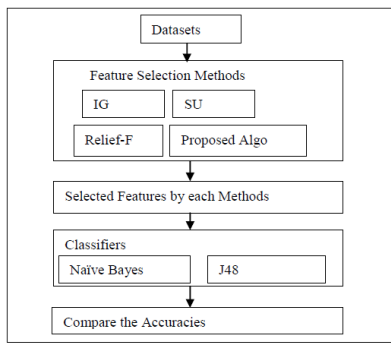 Datasets
Feature Selection Methods
IG SU
Relief-F Proposed Algo
Selected Features by each Methods
Classifiers
Naïve Bayes J48
Compare the Accuracies